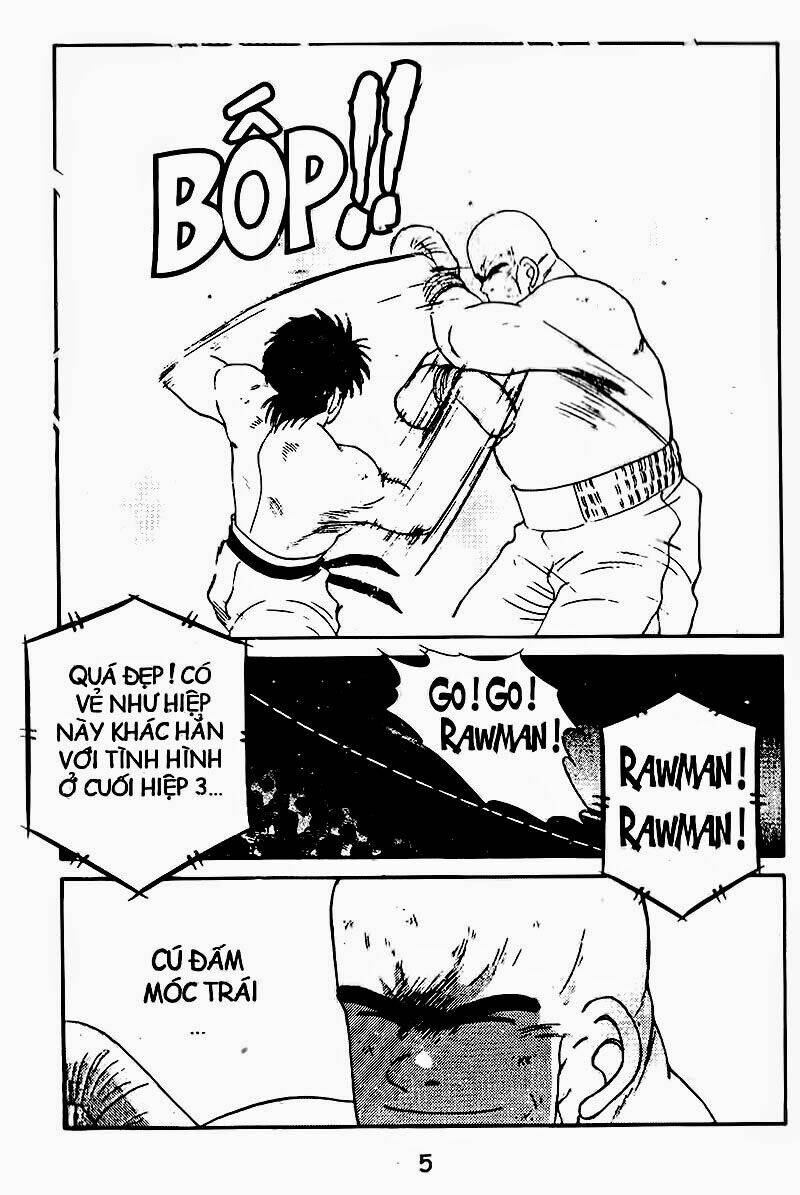 BỐP!!
QUÁ ĐẸP! CÓ
VẺ NHƯ HIỆP
NÀY KHÁC HẲN
VỚI TÌNH HÌNH
Ở CUỐI HIỆP 3...
GO! GO!
RAWMAN!
RAWMAN!
RAWMAN!
CÚ ĐẤM
MÓC TRÁI
...
5